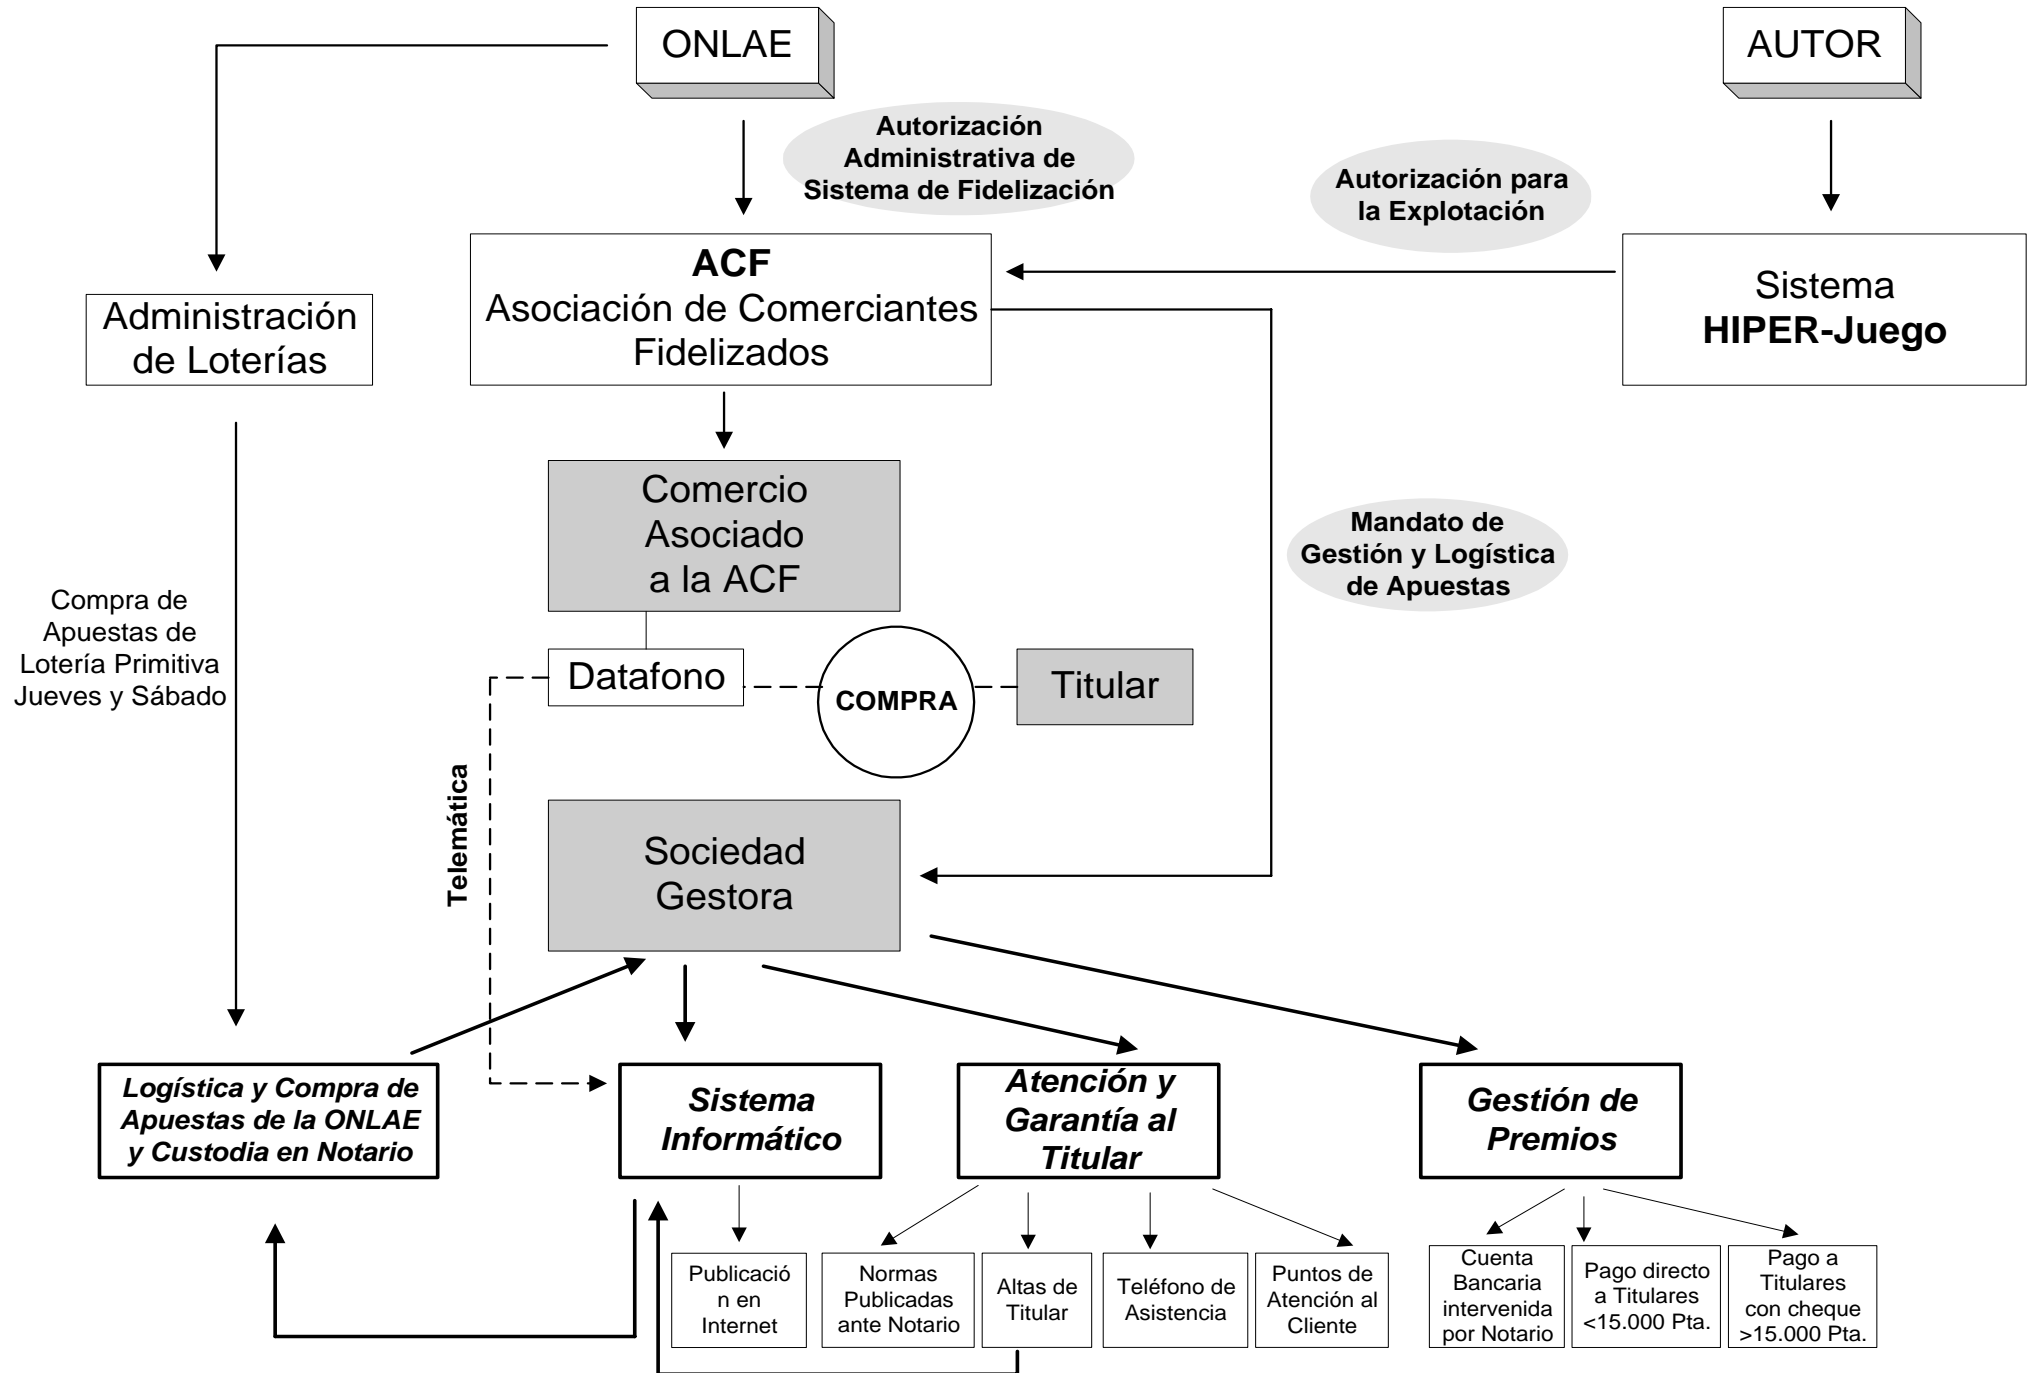 ONLAE
AUTOR
Autorización
Administrativa de
Sistema de Fidelización
Autorización para
la Explotación
ACF
Asociación de Comerciantes
Fidelizados
Sistema
HIPER-Juego
Administración
de Loterías
Comercio
Asociado
a la ACF
Mandato de
Gestión y Logística
de Apuestas
Compra de
Apuestas de
Lotería Primitiva
Jueves y Sábado
Datafono
COMPRA
Titular
Telemática
Sociedad
Gestora
Logística y Compra de
Apuestas de la ONLAE
y Custodia en Notario
Sistema
Informático
Atención y
Garantía al
Titular
Gestión de
Premios
Publicació
n en
Internet
Normas
Publicadas
ante Notario
Altas de
Titular
Teléfono de
Asistencia
Puntos de
Atención al
Cliente
Cuenta
Bancaria
intervenida
por Notario
Pago directo
a Titulares
<15.000 Pta.
Pago a
Titulares
con cheque
>15.000 Pta.